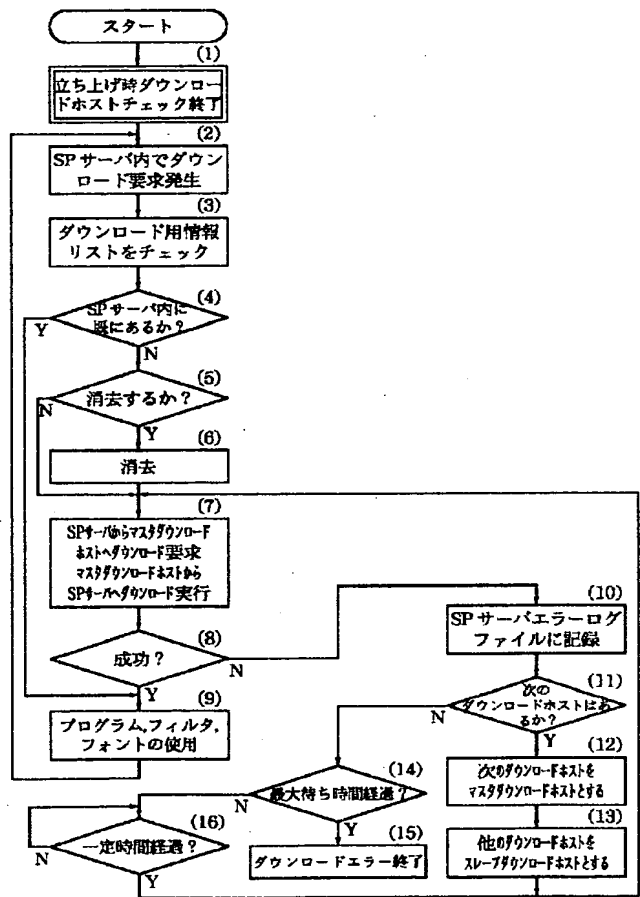 スタート
(1)
立ち上げ時ダウンロー
ドホストチェック終了
(2)
SPサーバ内でダウン
ロード要求発生
(3)
ダウンロード用情報
リストをチェック
(4)
SPサーバ内に
既にあるか?
Y
N
(5)
消去するか?
N
Y
(6)
消去
(7)
SPサーバからマスタダウンロード
ホストへダウンロード要求
マスタダウンロードホストから
SPサーバへダウンロード実行
(8)
成功?
N
Y
(9)
プログラム,フィルタ,
フォントの使用
(10)
SPサーバエラーログ
ファイルに記録
(11)
次の
ダウンロードホストはあ
るか?
N
Y
(12)
次のダウンロードホストを
マスタダウンロードホストとする
(13)
他のダウンロードホストを
スレーブダウンロードホストとする
(14)
最大待ち時間経過?
N
Y
(15)
ダウンロードエラー終了
(16)
一定時間経過?
N
Y